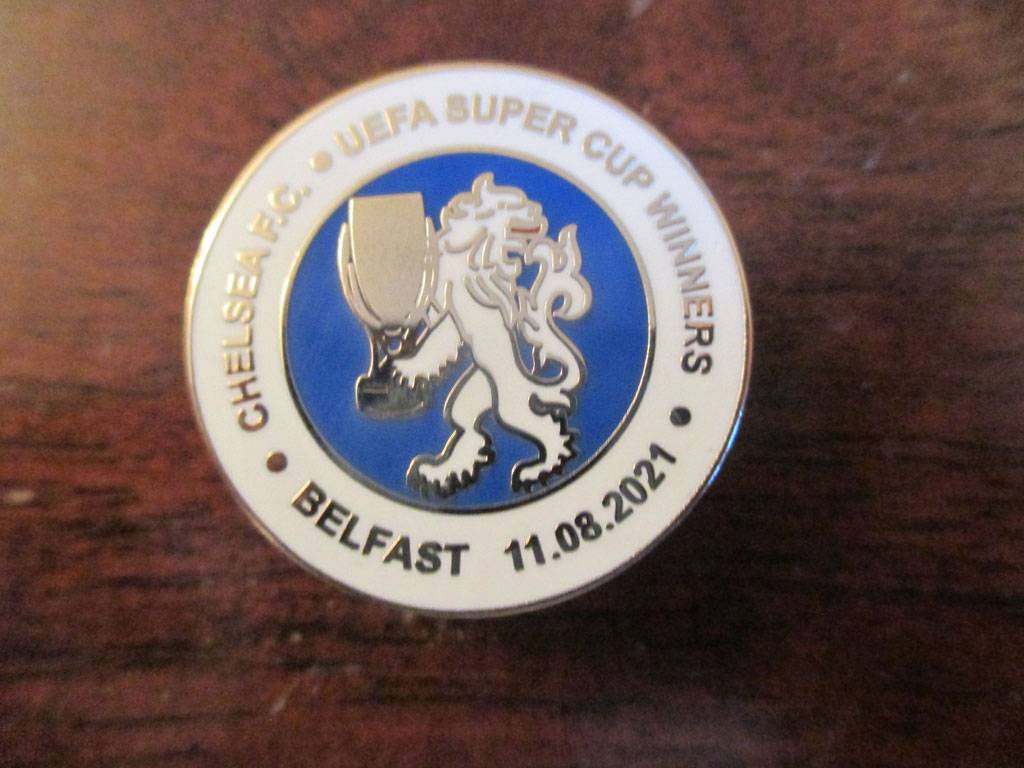 CHELSEA F.C. • UEFA SUPER CUP WINNERS •
BELFAST 11.08.2021 •